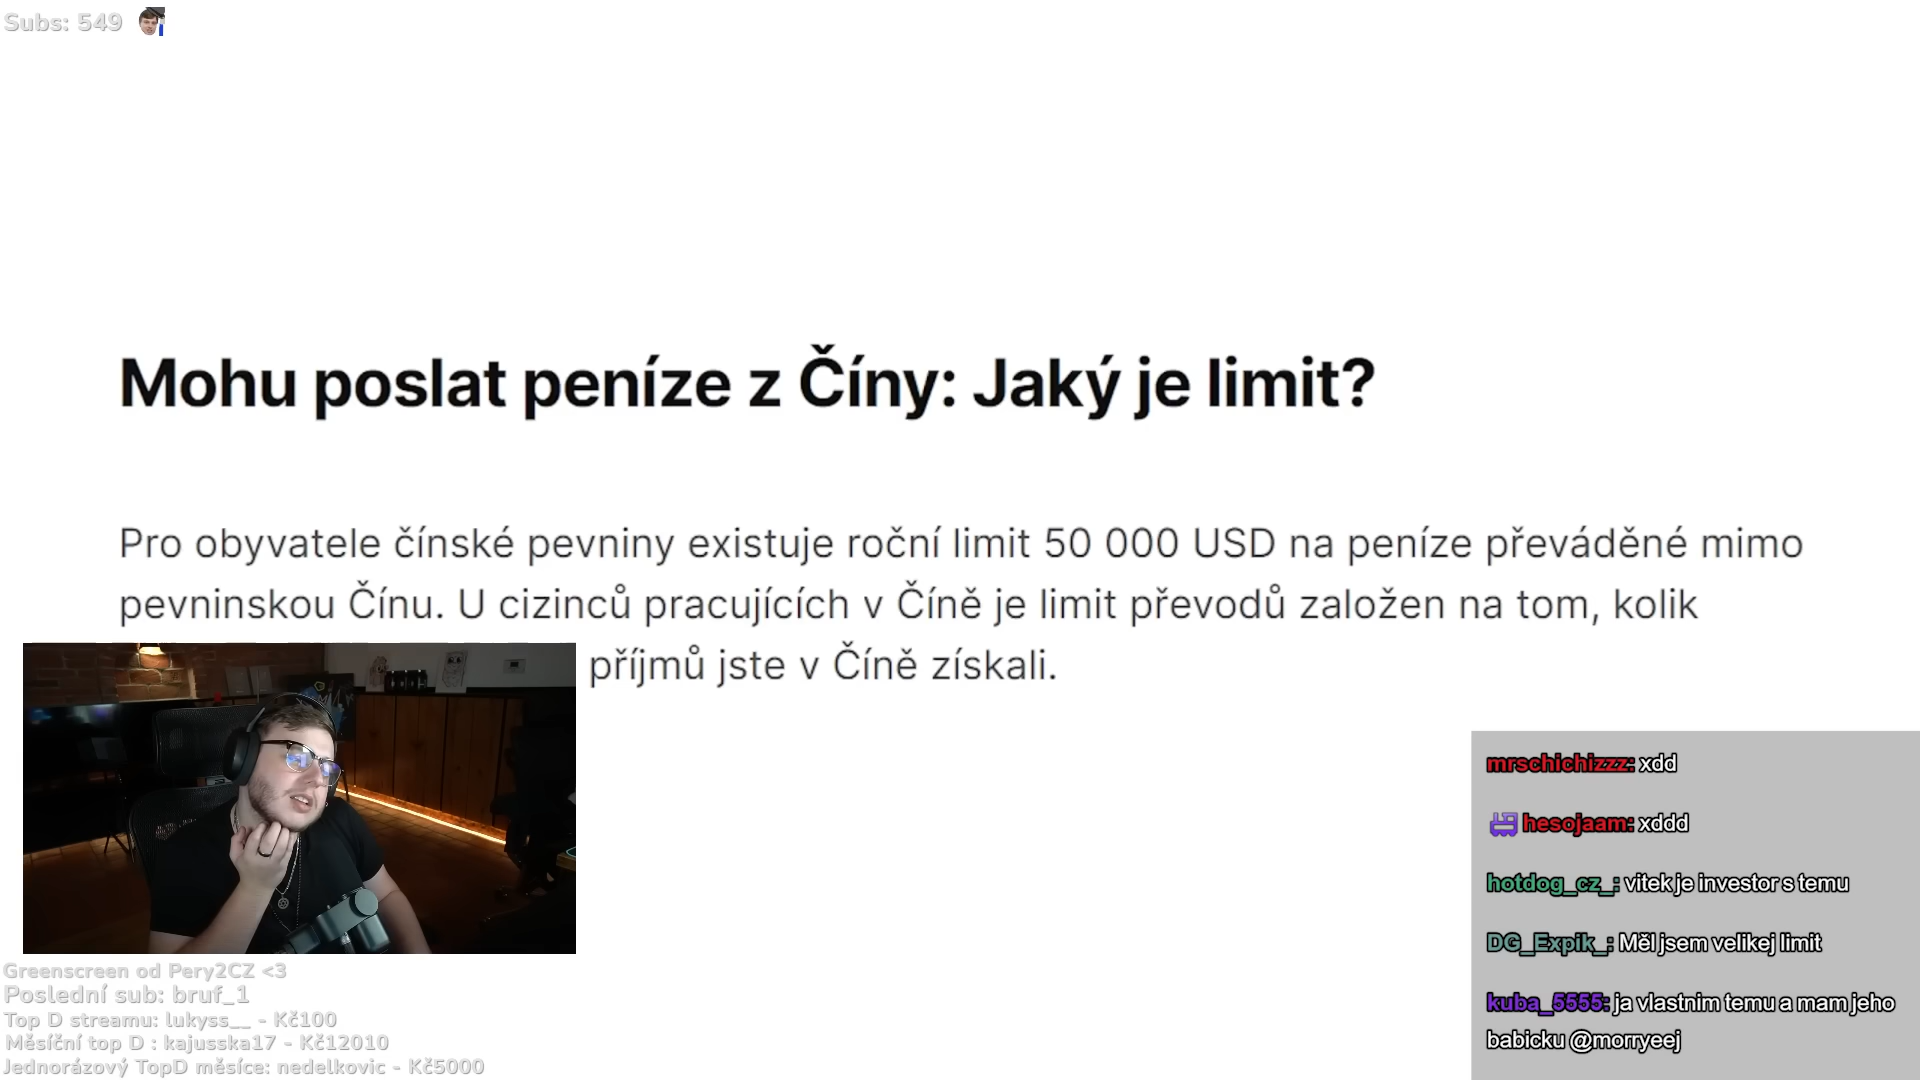 Subs: 549
Mohu poslat peníze z Číny: Jaký je limit?
Pro obyvatele čínské pevniny existuje roční limit 50 000 USD na peníze převáděné mimo
pevninskou Čínu. U cizinců pracujících v Číně je limit převodů založen na tom, kolik
příjmů jste v Číně získali.
mrschichizzz: xdd
hesojaam: xddd
hotdog_cz_: vitek je investor s temu
DG_Expik_: Měl jsem velikej limit
kuba_5555: ja vlastnim temu a mam jeho
babicku @morryeej
Greenscreen od Pery2CZ <3
Poslední sub: bruf_1
Top D streamu: lukyss__ - Kč100
Měsíční top D : kajusska17 - Kč12010
Jednorázový TopD měsíce: nedelkovic - Kč5000